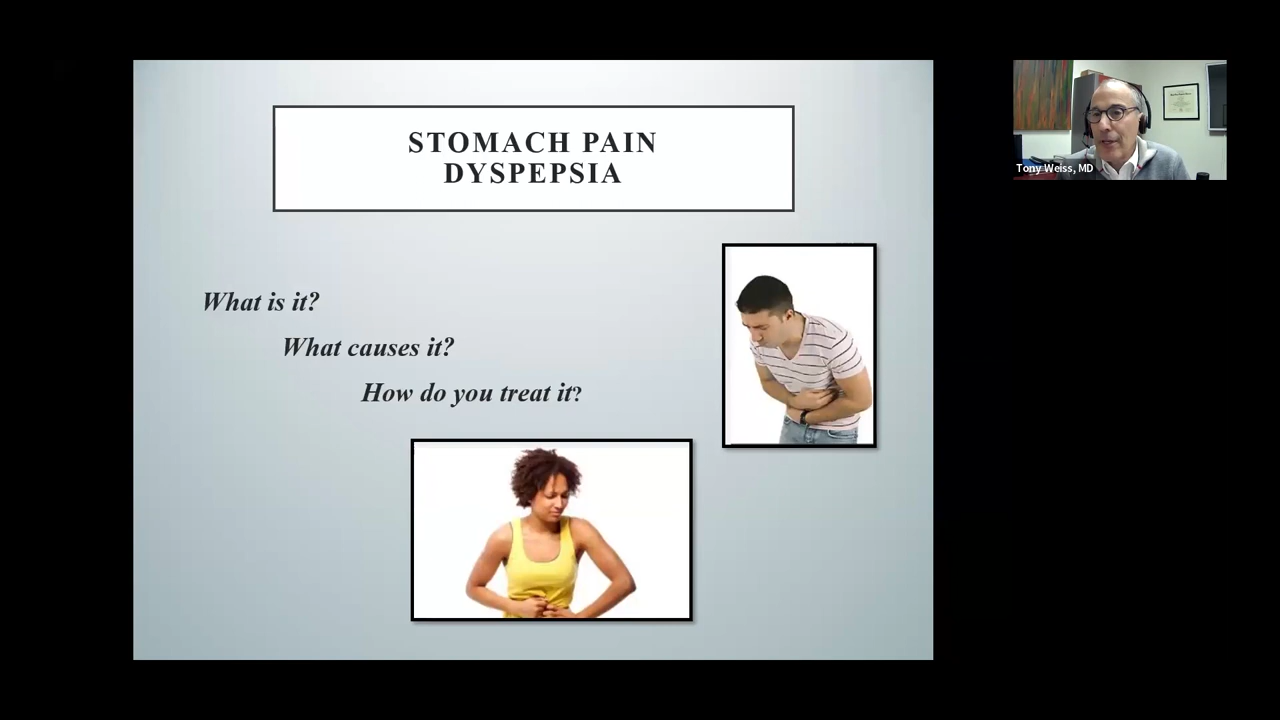 STOMACH PAIN
DYSPEPSIA
What is it?
What causes it?
How do you treat it?
Tony Weiss, MD